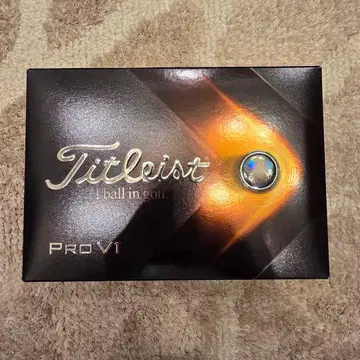 Titleist
#1 ball in golf.
PRO V1